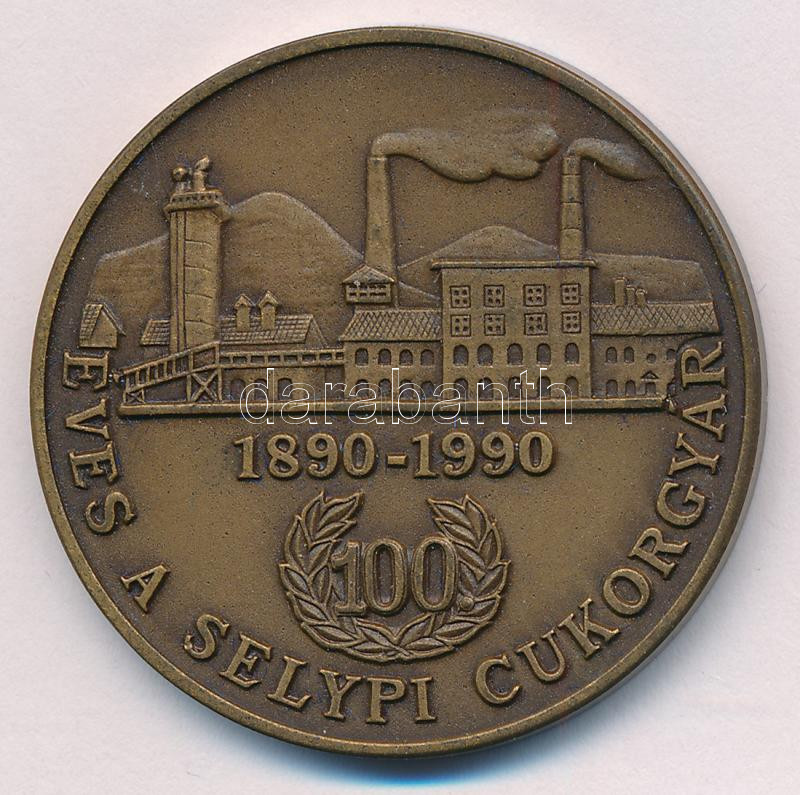 darabanth
1890-1990
100.
ÉVES A SELYPI CUKORGYÁR